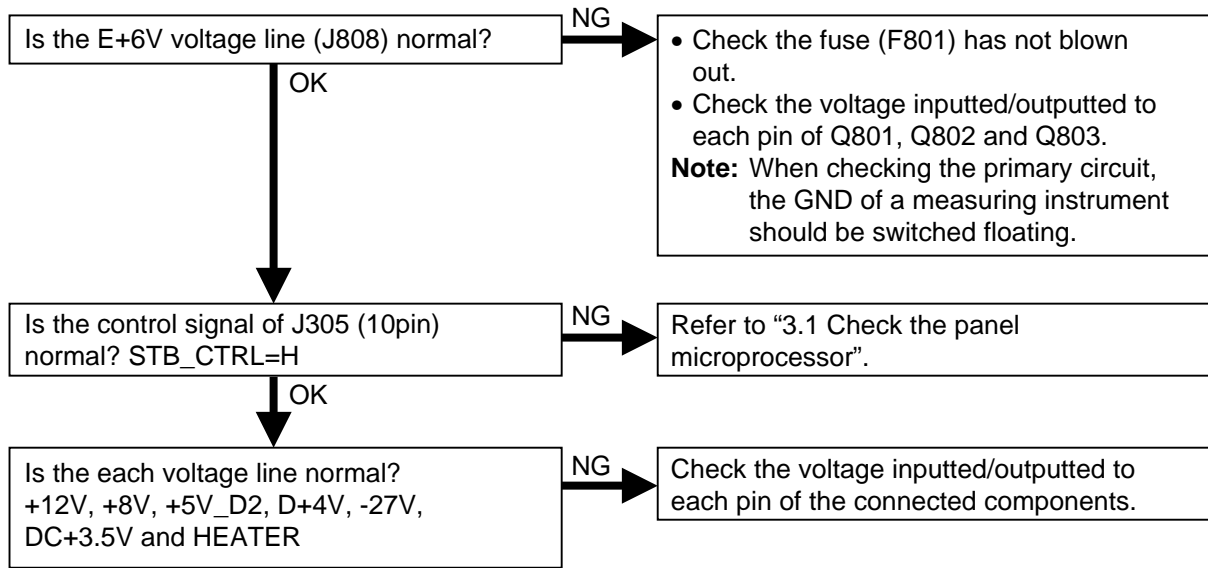 Is the E+6V voltage line (J808) normal?
NG
• Check the fuse (F801) has not blown
out.
• Check the voltage inputted/outputted to
each pin of Q801, Q802 and Q803.
Note: When checking the primary circuit,
the GND of a measuring instrument
should be switched floating.
OK
Is the control signal of J305 (10pin)
normal? STB_CTRL=H
NG
Refer to “3.1 Check the panel
microprocessor”.
OK
Is the each voltage line normal?
+12V, +8V, +5V_D2, D+4V, -27V,
DC+3.5V and HEATER
NG
Check the voltage inputted/outputted to
each pin of the connected components.